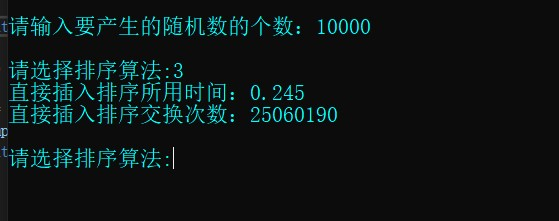 请输入要产生的随机数的个数：10000
请选择排序算法:3
直接插入排序所用时间：0.245
直接插入排序交换次数：25060190
请选择排序算法: